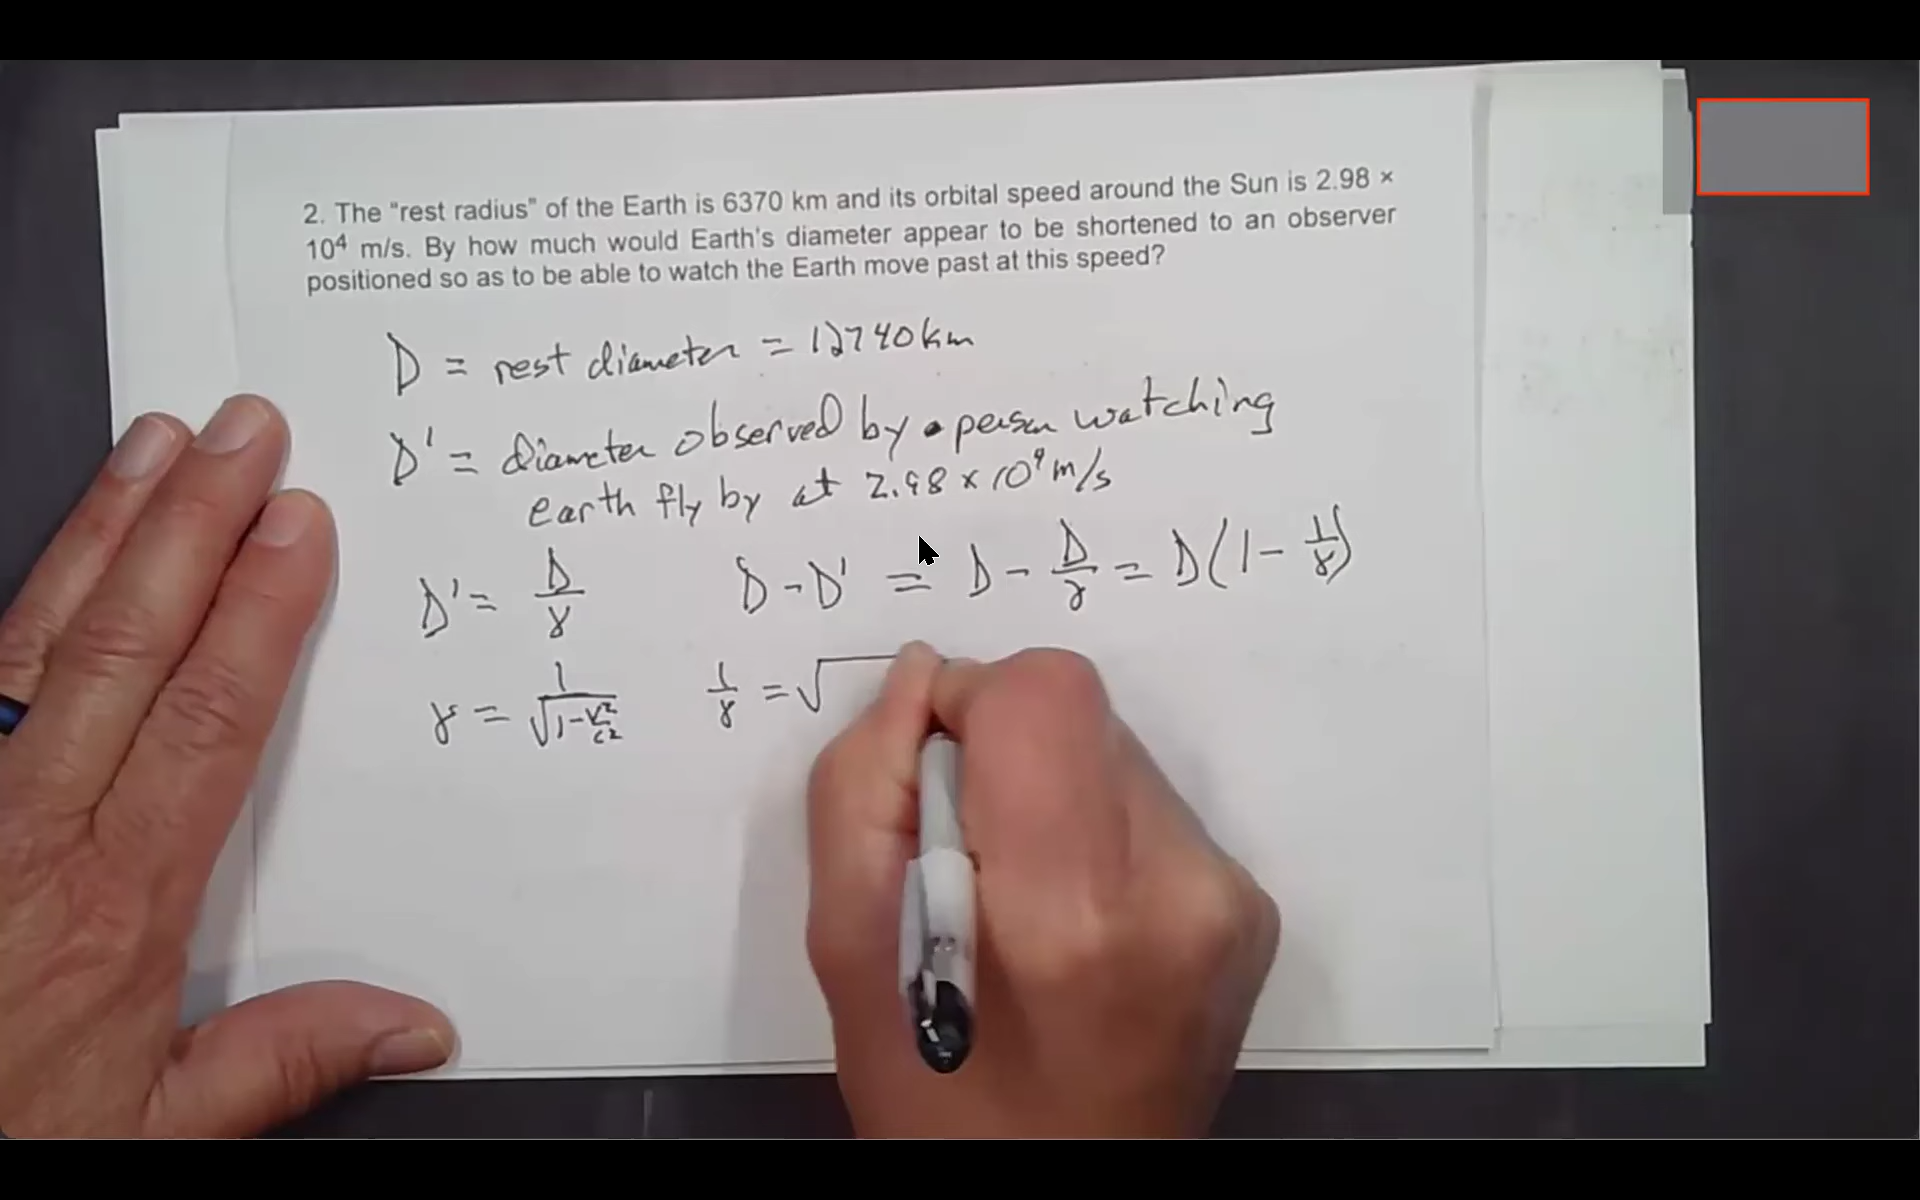 2. The “rest radius” of the Earth is 6370 km and its orbital speed around the Sun is 2.98 ×
10⁴ m/s. By how much would Earth's diameter appear to be shortened to an observer
positioned so as to be able to watch the Earth move past at this speed?
D = rest diameter = 12740 km
D' = diameter observed by • person watching
earth fly by at 2.98 × 10⁴ m/s
D' = D/γ D - D' = D - D/γ = D(1 - 1/γ)
γ = 1/√(1 - v²/c²) 1/γ = √